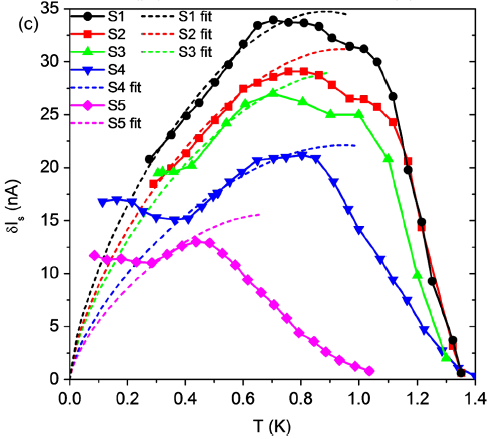 (c)
35
30
25
20
15
10
5
0
δIs (nA)
S1
S2
S3
S4
S4 fit
S5
S5 fit
S1 fit
S2 fit
S3 fit
0.0 0.2 0.4 0.6 0.8 1.0 1.2 1.4
T (K)